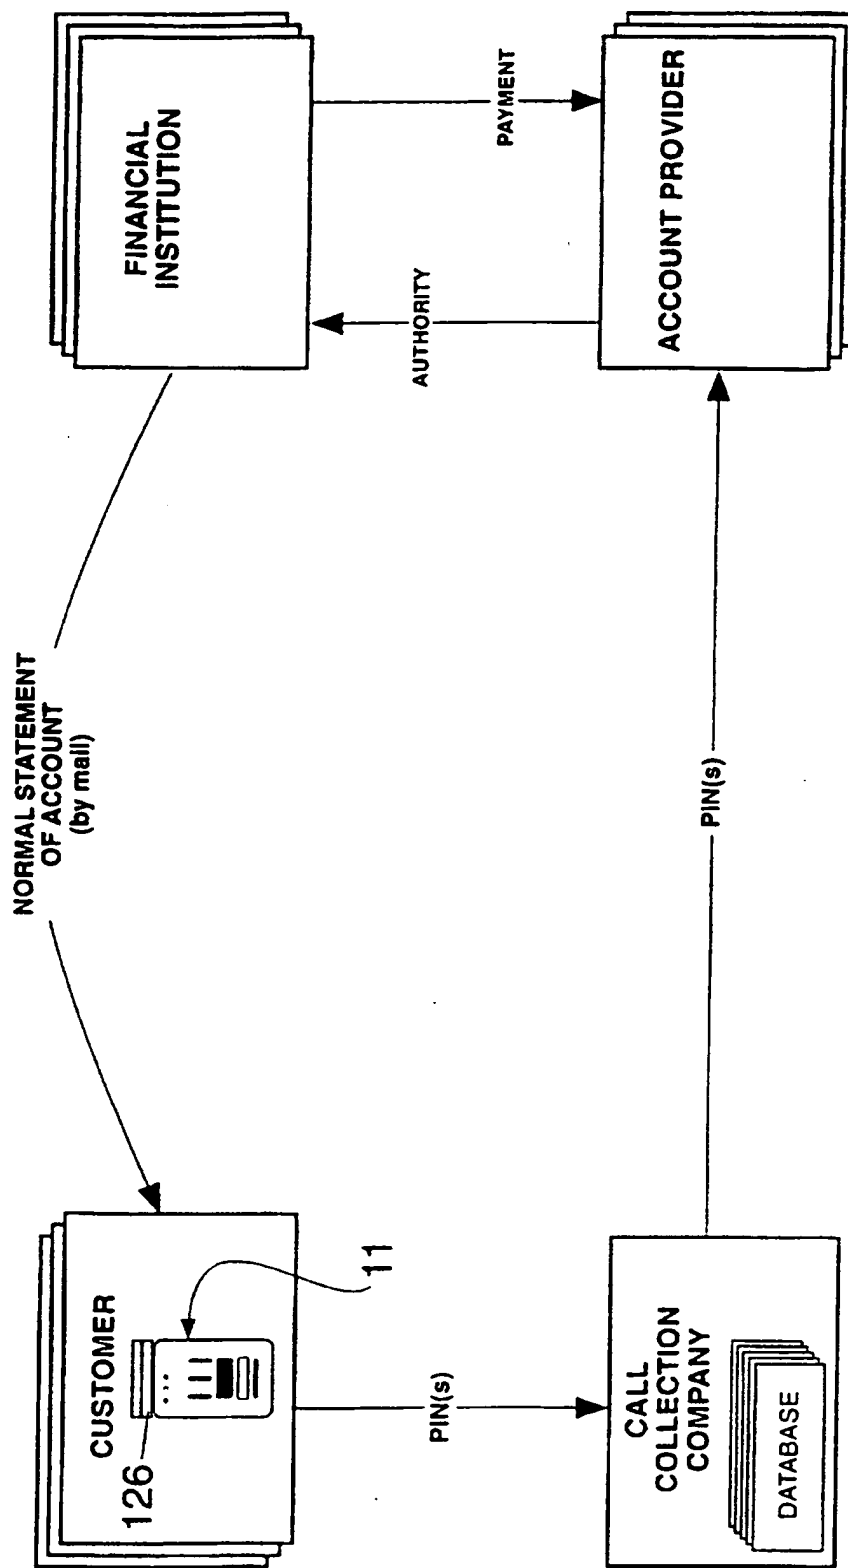 NORMAL STATEMENT
OF ACCOUNT
(by mail)
CUSTOMER
126
11
FINANCIAL
INSTITUTION
PIN(s)
AUTHORITY
PAYMENT
CALL
COLLECTION
COMPANY
DATABASE
PIN(s)
ACCOUNT PROVIDER